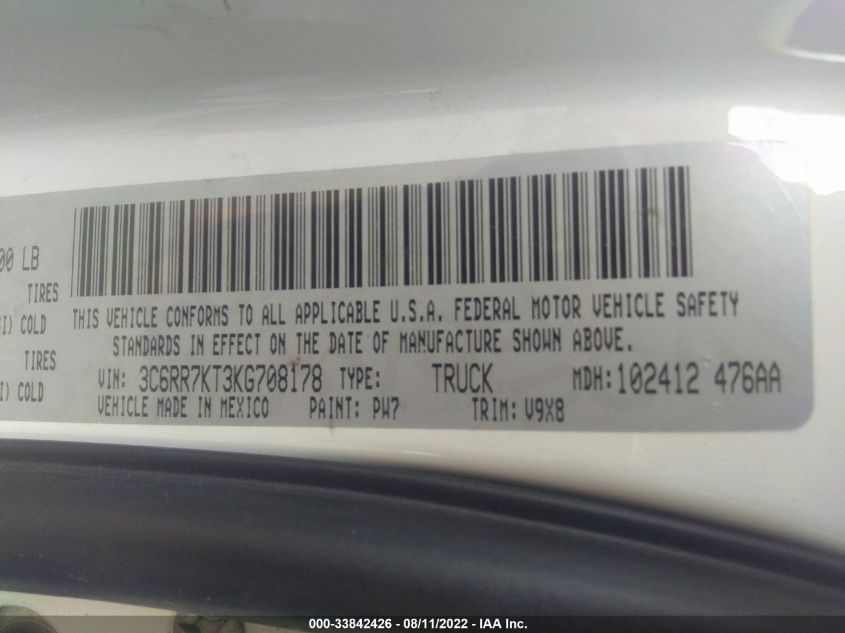 00 LB
TIRES
SI) COLD
TIRES
I) COLD
THIS VEHICLE CONFORMS TO ALL APPLICABLE U.S.A. FEDERAL MOTOR VEHICLE SAFETY
STANDARDS IN EFFECT ON THE DATE OF MANUFACTURE SHOWN ABOVE.
VIN: 3C6RR7KT3KG708178 TYPE: TRUCK MDH: 102412 476AA
VEHICLE MADE IN MEXICO PAINT: PW7 TRIM: V9X8
000-33842426 - 08/11/2022 - IAA Inc.